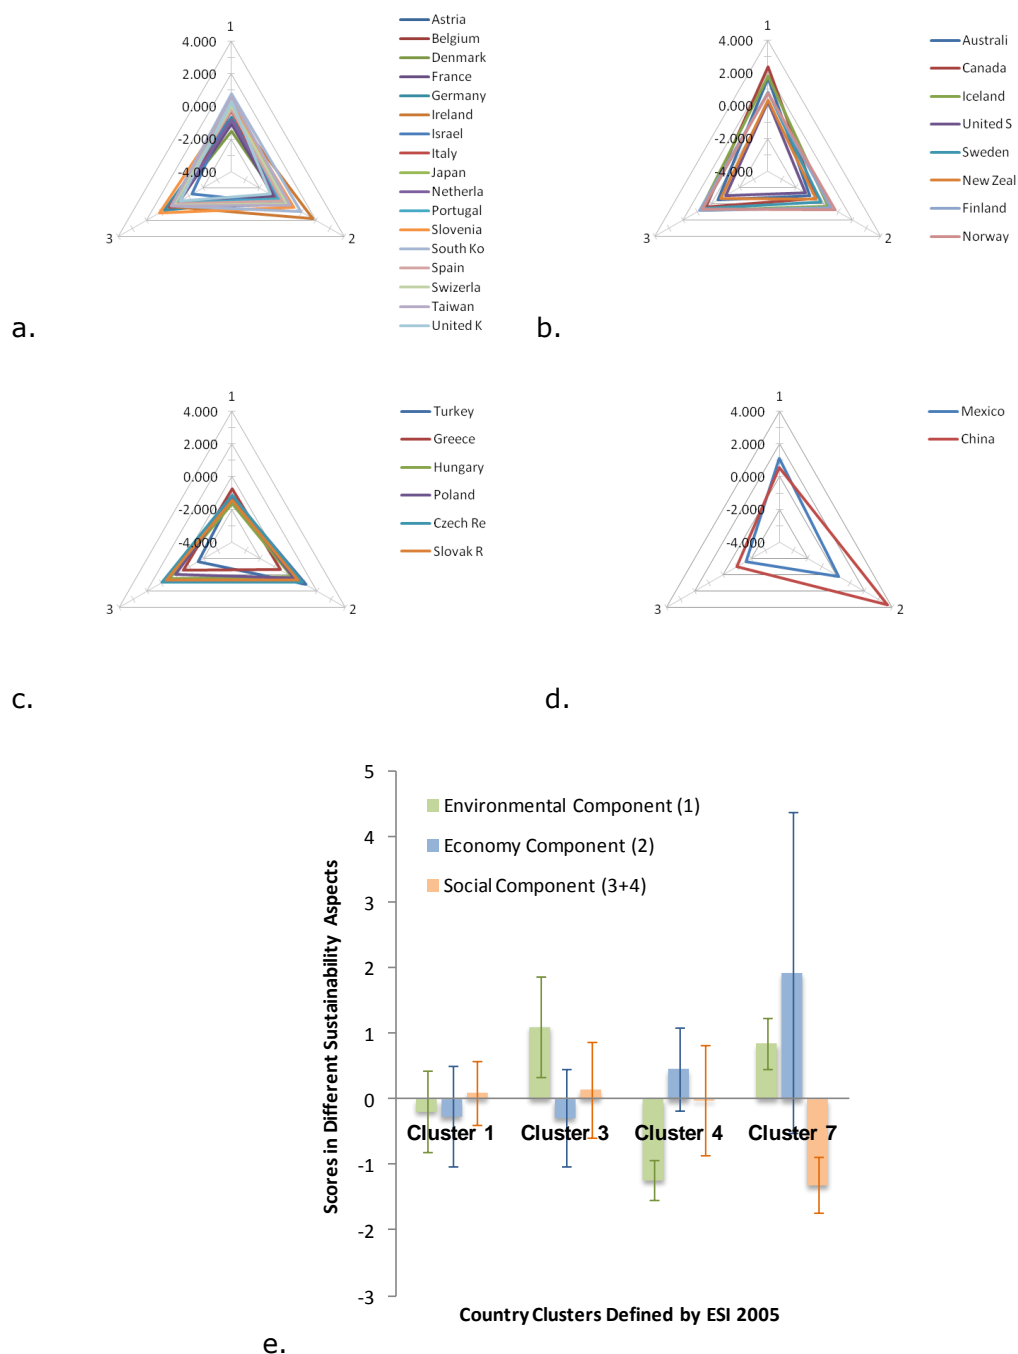 1
4.000
2.000
0.000
-2.000
-4.000
3
2
Astria
Belgium
Denmark
France
Germany
Ireland
Israel
Italy
Japan
Netherla
Portugal
Slovenia
South Ko
Spain
Swizerla
Taiwan
United K
a.
1
4.000
2.000
0.000
-2.000
-4.000
3
2
Australi
Canada
Iceland
United S
Sweden
New Zeal
Finland
Norway
b.
1
4.000
2.000
0.000
-2.000
-4.000
3
2
Turkey
Greece
Hungary
Poland
Czech Re
Slovak R
c.
1
4.000
2.000
0.000
-2.000
-4.000
3
2
Mexico
China
d.
Scores in Different Sustainability Aspects
5
4
3
2
1
0
-1
-2
-3
Environmental Component (1)
Economy Component (2)
Social Component (3+4)
Cluster 1
Cluster 3
Cluster 4
Cluster 7
Country Clusters Defined by ESI 2005
e.